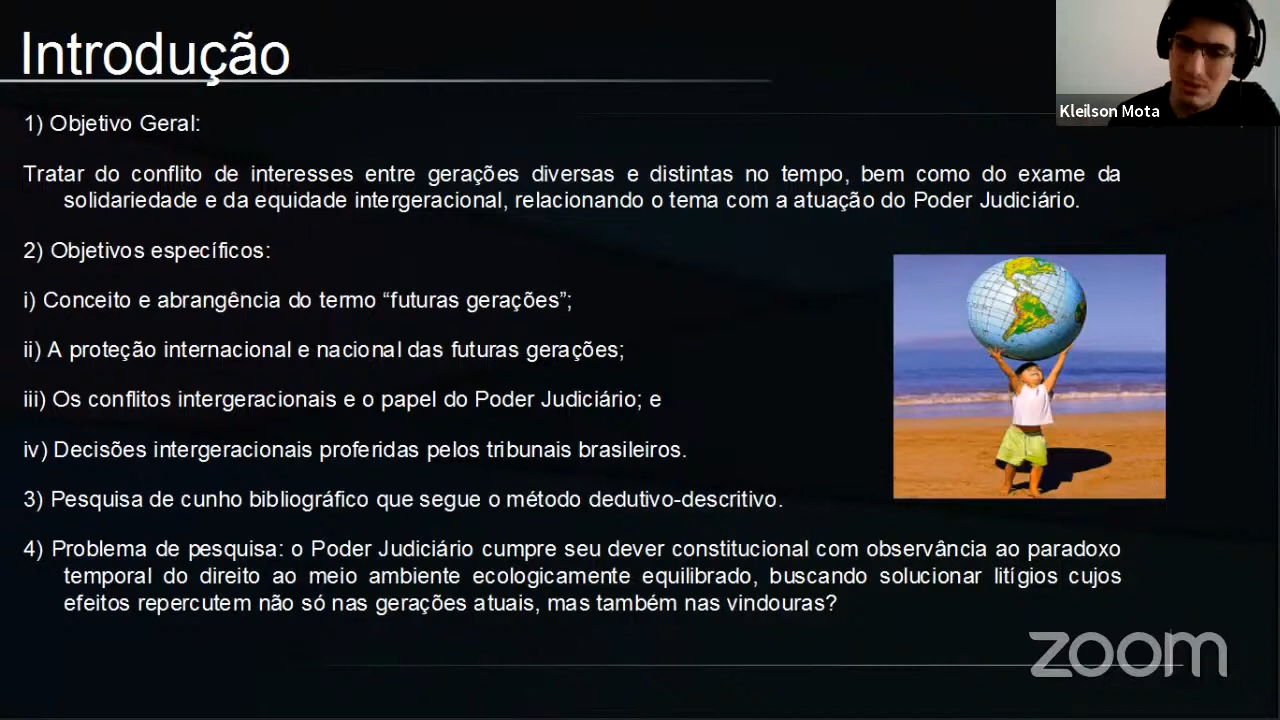 Introdução
Kleilson Mota
1) Objetivo Geral:
Tratar do conflito de interesses entre gerações diversas e distintas no tempo, bem como do exame da
solidariedade e da equidade intergeracional, relacionando o tema com a atuação do Poder Judiciário.
2) Objetivos específicos:
i) Conceito e abrangência do termo “futuras gerações”;
ii) A proteção internacional e nacional das futuras gerações;
iii) Os conflitos intergeracionais e o papel do Poder Judiciário; e
iv) Decisões intergeracionais proferidas pelos tribunais brasileiros.
3) Pesquisa de cunho bibliográfico que segue o método dedutivo-descritivo.
4) Problema de pesquisa: o Poder Judiciário cumpre seu dever constitucional com observância ao paradoxo
temporal do direito ao meio ambiente ecologicamente equilibrado, buscando solucionar litígios cujos
efeitos repercutem não só nas gerações atuais, mas também nas vindouras?
zoom